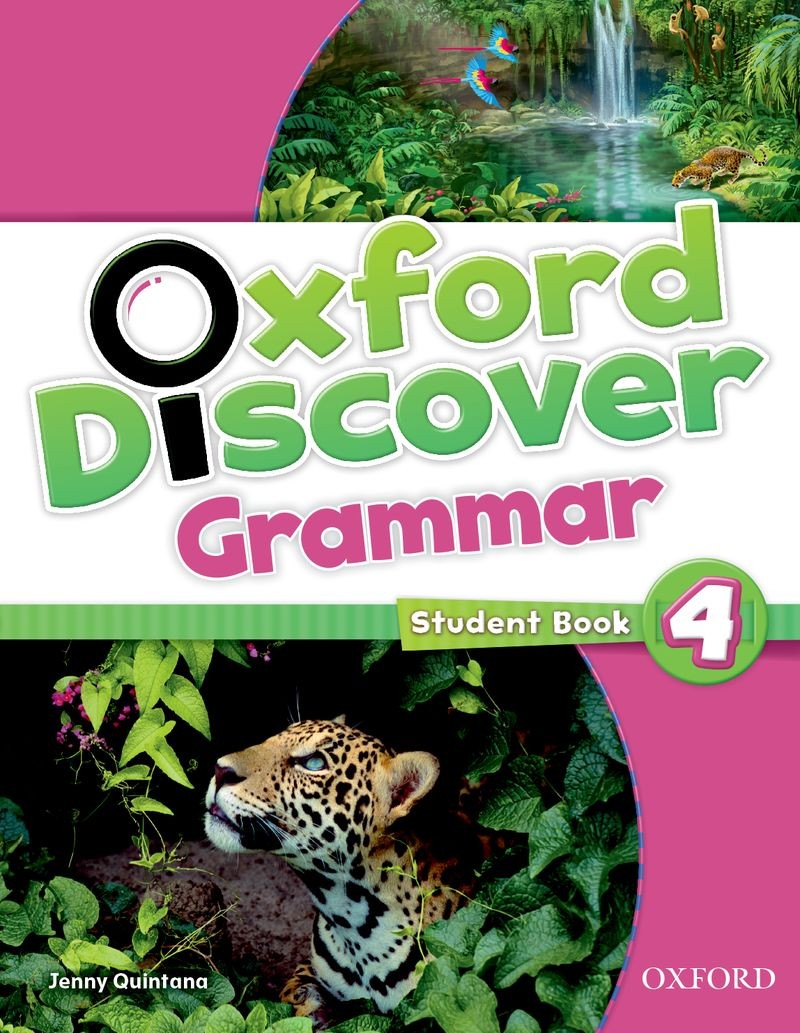 Oxford
Discover
Grammar
Student Book 4
Jenny Quintana
OXFORD